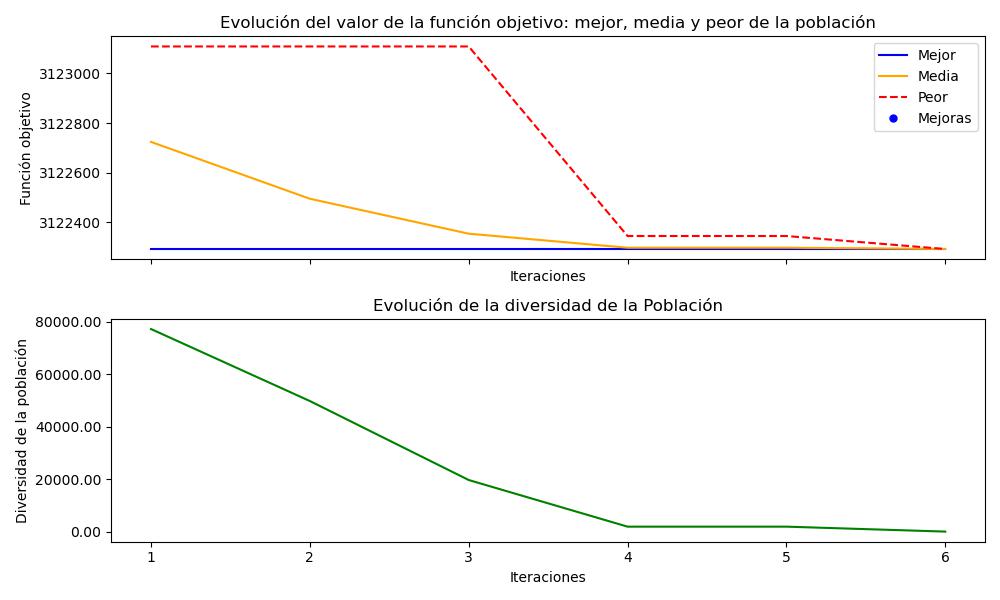 Evolución del valor de la función objetivo: mejor, media y peor de la población
Función objetivo
3123000
3122800
3122600
3122400
Mejor
Media
Peor
Mejoras
Iteraciones
Evolución de la diversidad de la Población
Diversidad de la población
80000.00
60000.00
40000.00
20000.00
0.00
1 2 3 4 5 6
Iteraciones